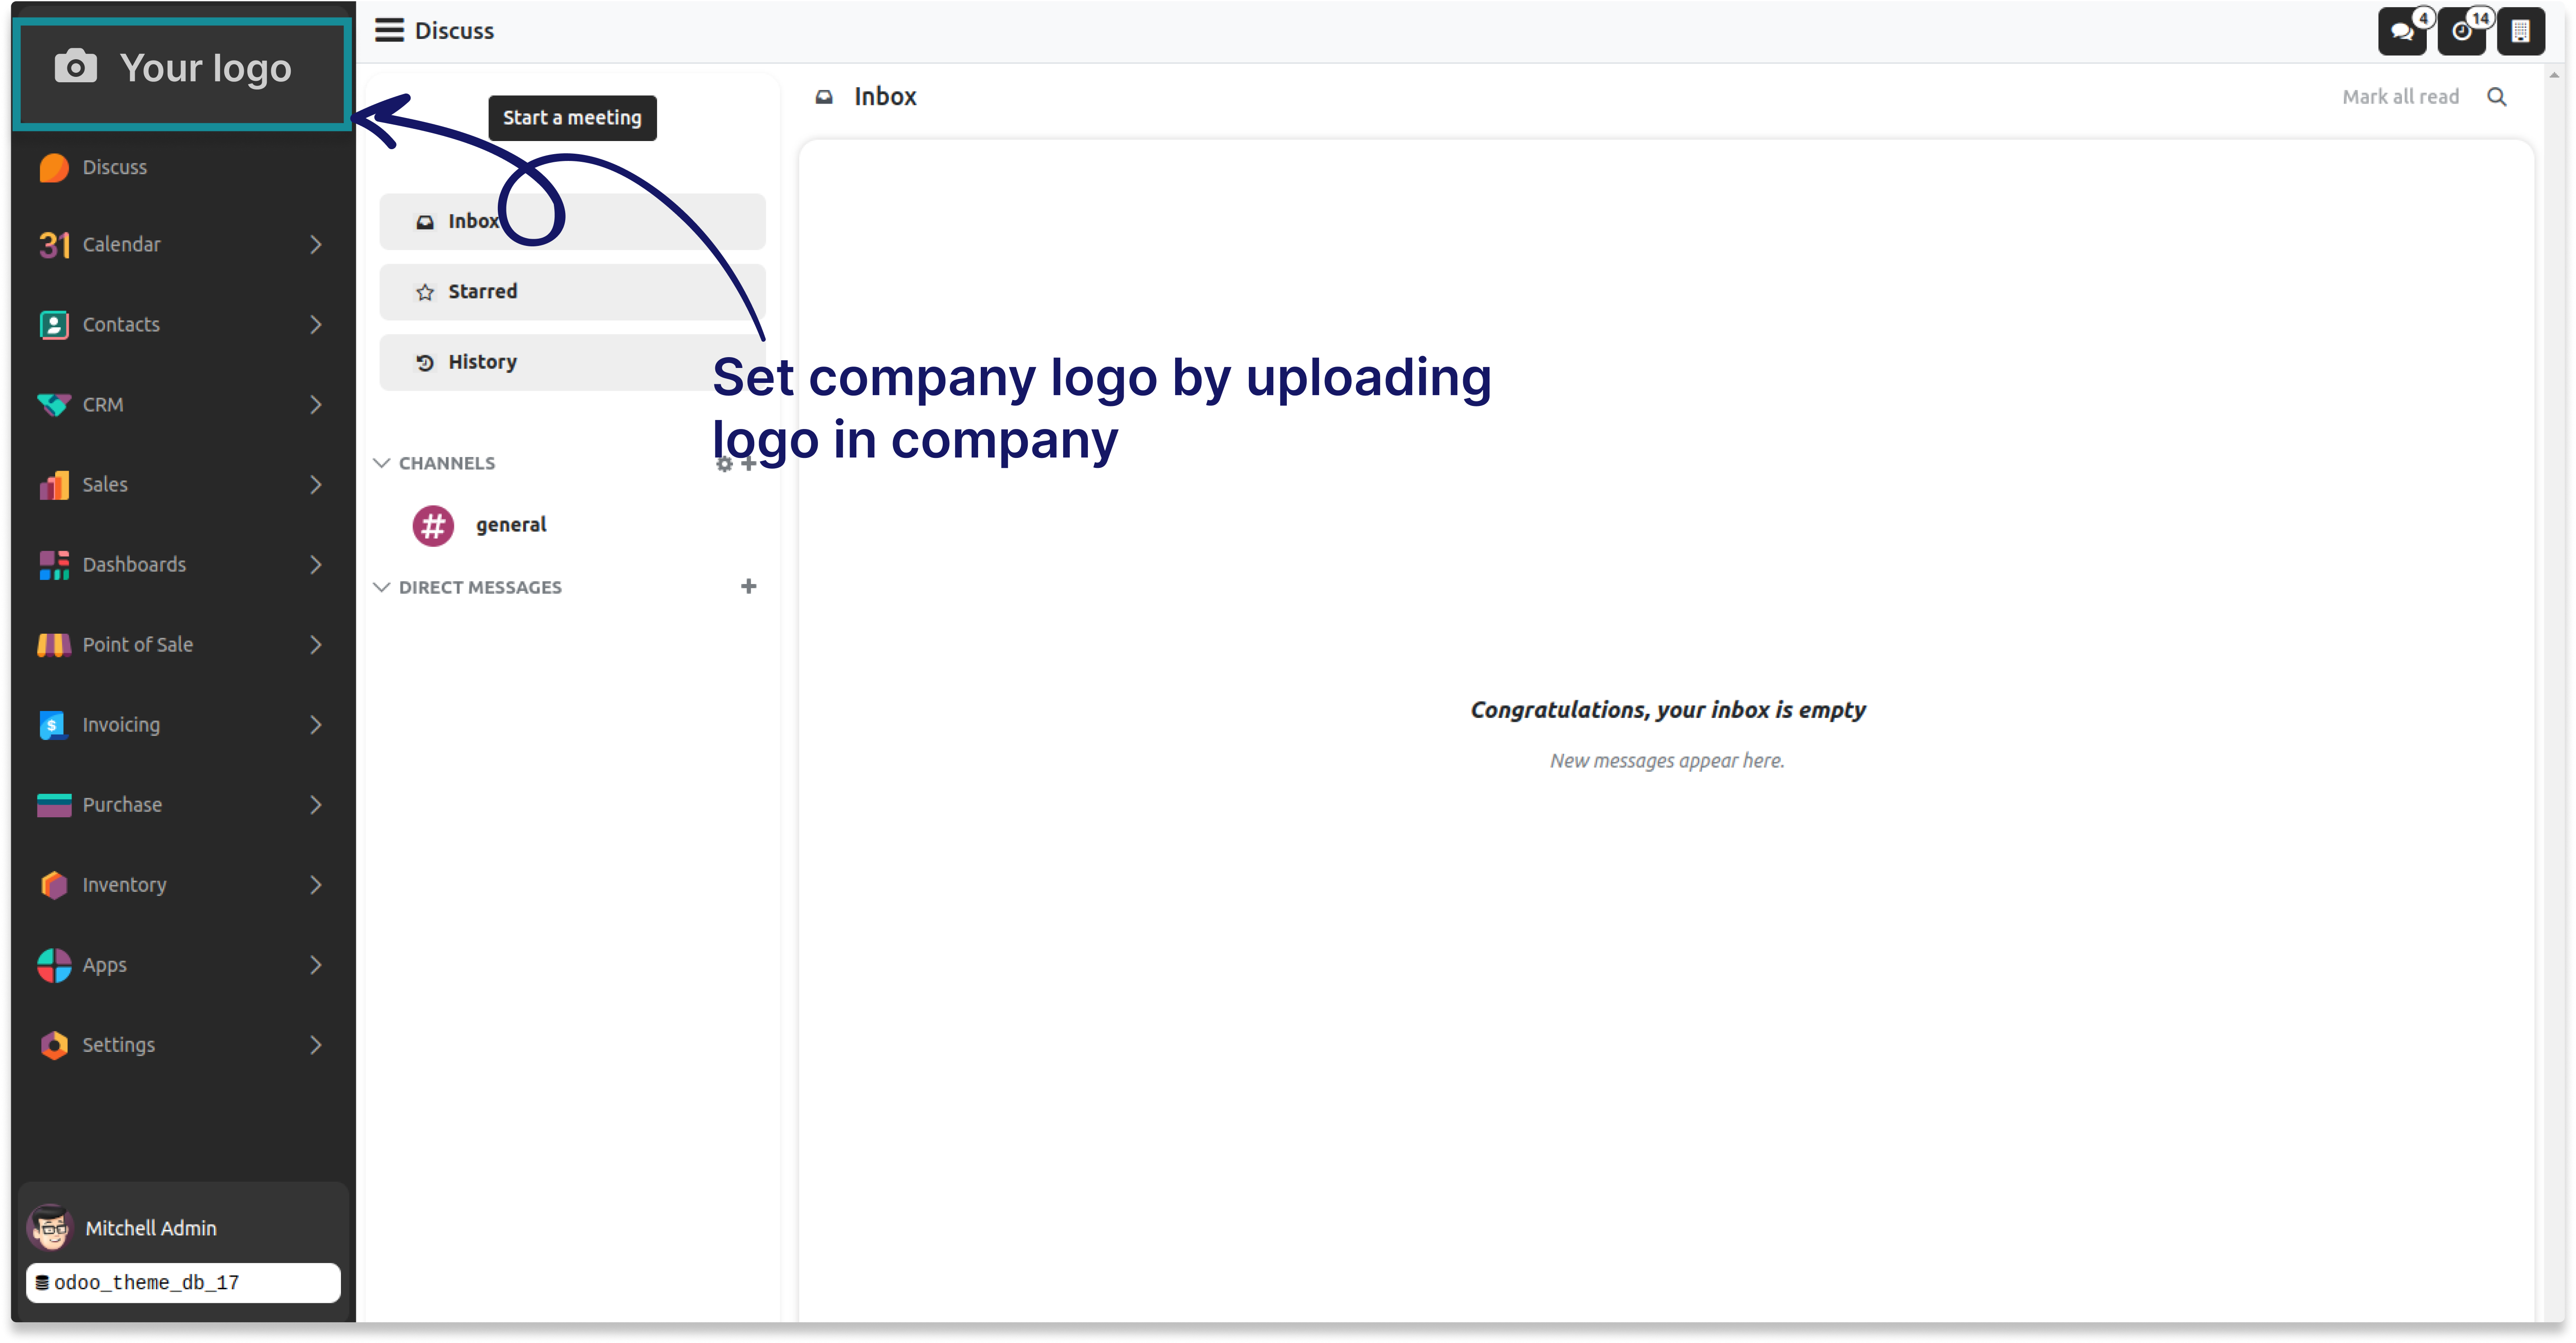 Your logo
Discuss
Calendar
Contacts
CRM
Sales
Dashboards
Point of Sale
Invoicing
Purchase
Inventory
Apps
Settings
Mitchell Admin
odoo_theme_db_17
Discuss
4
14
Start a meeting
Inbox
Starred
History
CHANNELS
general
DIRECT MESSAGES
Inbox
Mark all read
Set company logo by uploading
logo in company
Congratulations, your inbox is empty
New messages appear here.